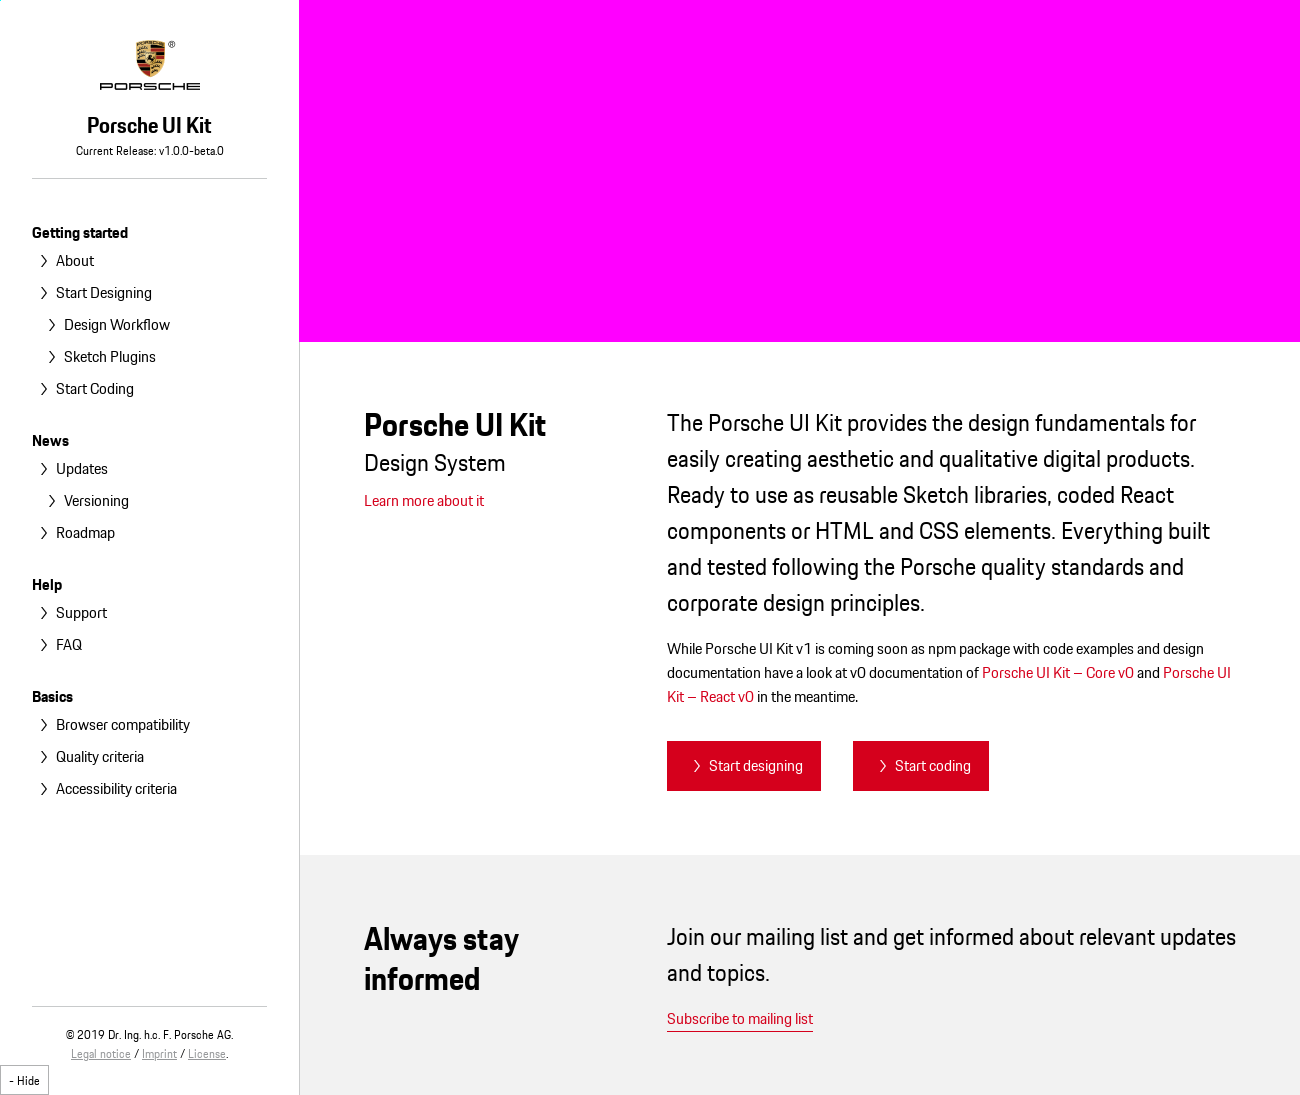 ®
PORSCHE
Porsche UI Kit
Current Release: v1.0.0-beta.0
Getting started
About
Start Designing
Design Workflow
Sketch Plugins
Start Coding
News
Updates
Versioning
Roadmap
Help
Support
FAQ
Basics
Browser compatibility
Quality criteria
Accessibility criteria
© 2019 Dr. Ing. h.c. F. Porsche AG.
Legal notice / Imprint / License.
- Hide
Porsche UI Kit
Design System
Learn more about it
The Porsche UI Kit provides the design fundamentals for
easily creating aesthetic and qualitative digital products.
Ready to use as reusable Sketch libraries, coded React
components or HTML and CSS elements. Everything built
and tested following the Porsche quality standards and
corporate design principles.
While Porsche UI Kit v1 is coming soon as npm package with code examples and design
documentation have a look at v0 documentation of Porsche UI Kit – Core v0 and Porsche UI
Kit – React v0 in the meantime.
Start designing
Start coding
Always stay
informed
Join our mailing list and get informed about relevant updates
and topics.
Subscribe to mailing list